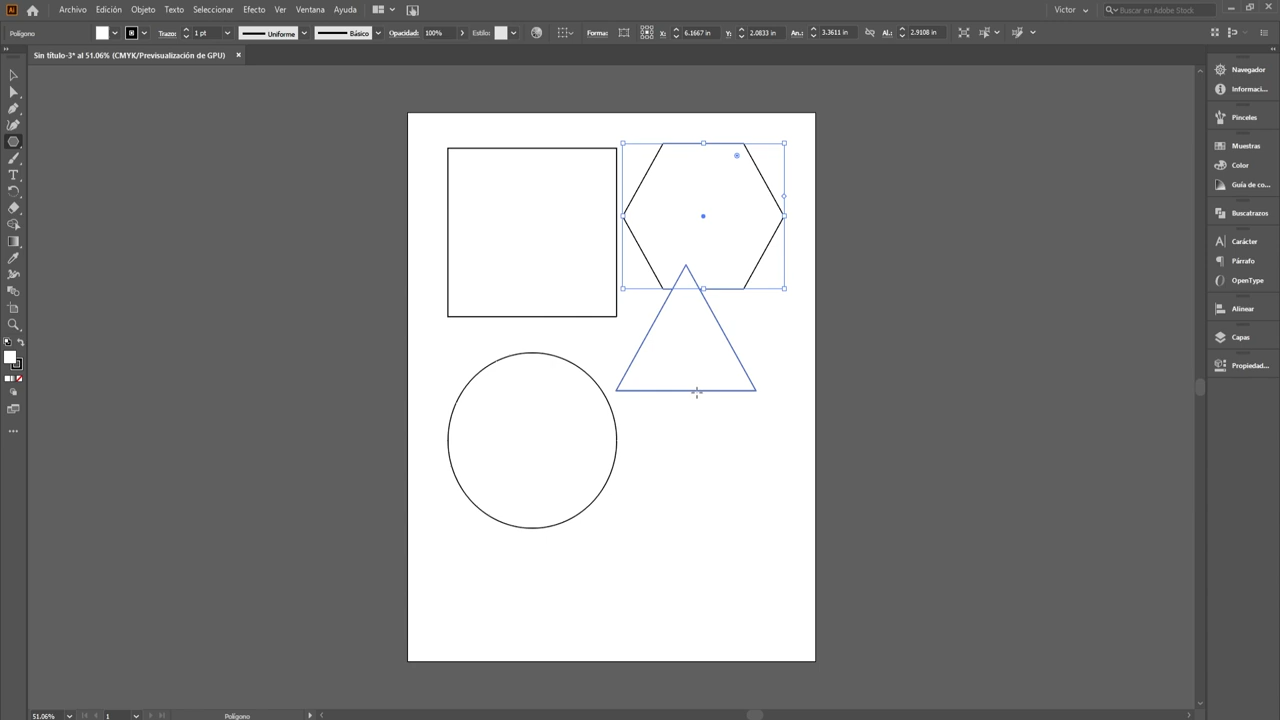 Ai
Archivo Edición Objeto Texto Seleccionar Efecto Ver Ventana Ayuda
Victor
Buscar en Adobe Stock
Polígono Trazo: 1 pt Uniforme Básico Opacidad: 100% Estilo: Forma: X: 6.1667 in Y: 2.0833 in An.: 3.3611 in Al.: 2.9108 in
Sin título-3* al 51.06% (CMYK/Previsualización de GPU)
Navegador
Informaci...
Pinceles
Muestras
Color
Guía de co...
Buscatrazos
Carácter
Párrafo
OpenType
Alinear
Capas
Propiedad...
51.06% 1 Polígono